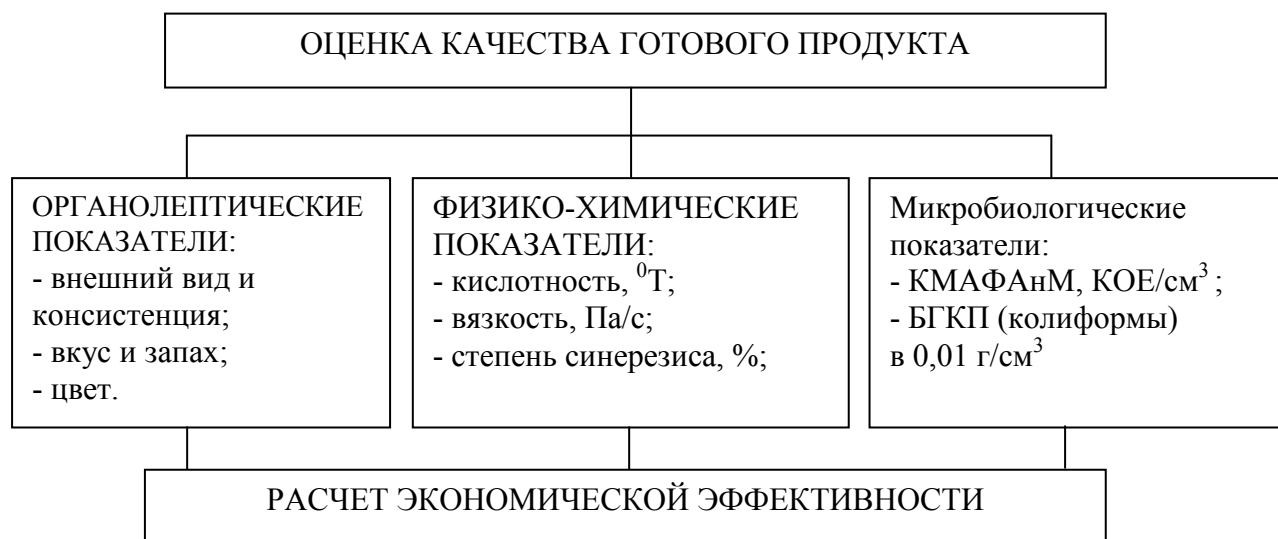 ОЦЕНКА КАЧЕСТВА ГОТОВОГО ПРОДУКТА
ОРГАНОЛЕПТИЧЕСКИЕ
ПОКАЗАТЕЛИ:
- внешний вид и
консистенция;
- вкус и запах;
- цвет.
ФИЗИКО-ХИМИЧЕСКИЕ
ПОКАЗАТЕЛИ:
- кислотность, ⁰Т;
- вязкость, Па/с;
- степень синерезиса, %;
Микробиологические
показатели:
- КМАФАнМ, КОЕ/см³ ;
- БГКП (колиформы)
в 0,01 г/см³
РАСЧЕТ ЭКОНОМИЧЕСКОЙ ЭФФЕКТИВНОСТИ